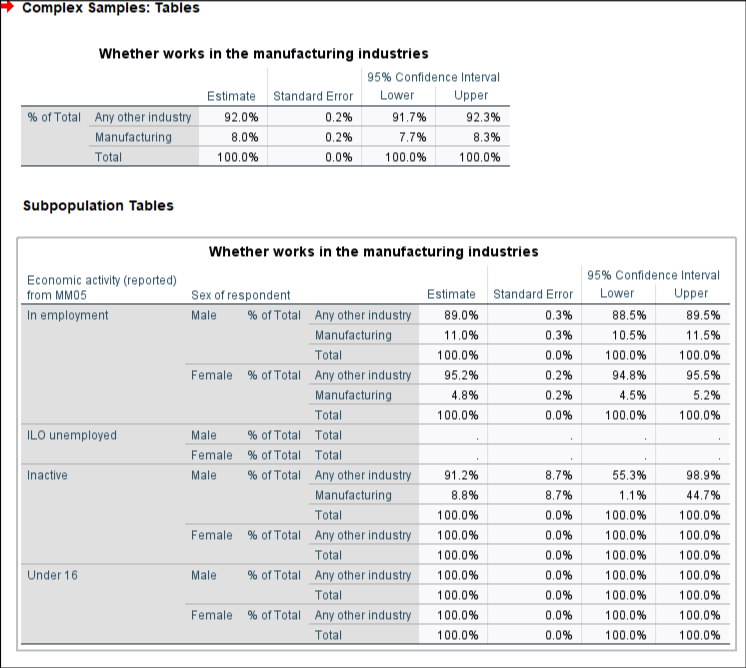 Complex Samples: Tables
Whether works in the manufacturing industries
95% Confidence Interval
Estimate Standard Error Lower Upper
% of Total Any other industry 92.0% 0.2% 91.7% 92.3%
Manufacturing 8.0% 0.2% 7.7% 8.3%
Total 100.0% 0.0% 100.0% 100.0%
Subpopulation Tables
Whether works in the manufacturing industries
95% Confidence Interval
Economic activity (reported)
from MM05 Sex of respondent Estimate Standard Error Lower Upper
In employment Male % of Total Any other industry 89.0% 0.3% 88.5% 89.5%
Manufacturing 11.0% 0.3% 10.5% 11.5%
Total 100.0% 0.0% 100.0% 100.0%
Female % of Total Any other industry 95.2% 0.2% 94.8% 95.5%
Manufacturing 4.8% 0.2% 4.5% 5.2%
Total 100.0% 0.0% 100.0% 100.0%
ILO unemployed Male % of Total Total . . . .
Female % of Total Total . . . .
Inactive Male % of Total Any other industry 91.2% 8.7% 55.3% 98.9%
Manufacturing 8.8% 8.7% 1.1% 44.7%
Total 100.0% 0.0% 100.0% 100.0%
Female % of Total Any other industry 100.0% 0.0% 100.0% 100.0%
Total 100.0% 0.0% 100.0% 100.0%
Under 16 Male % of Total Any other industry 100.0% 0.0% 100.0% 100.0%
Total 100.0% 0.0% 100.0% 100.0%
Female % of Total Any other industry 100.0% 0.0% 100.0% 100.0%
Total 100.0% 0.0% 100.0% 100.0%